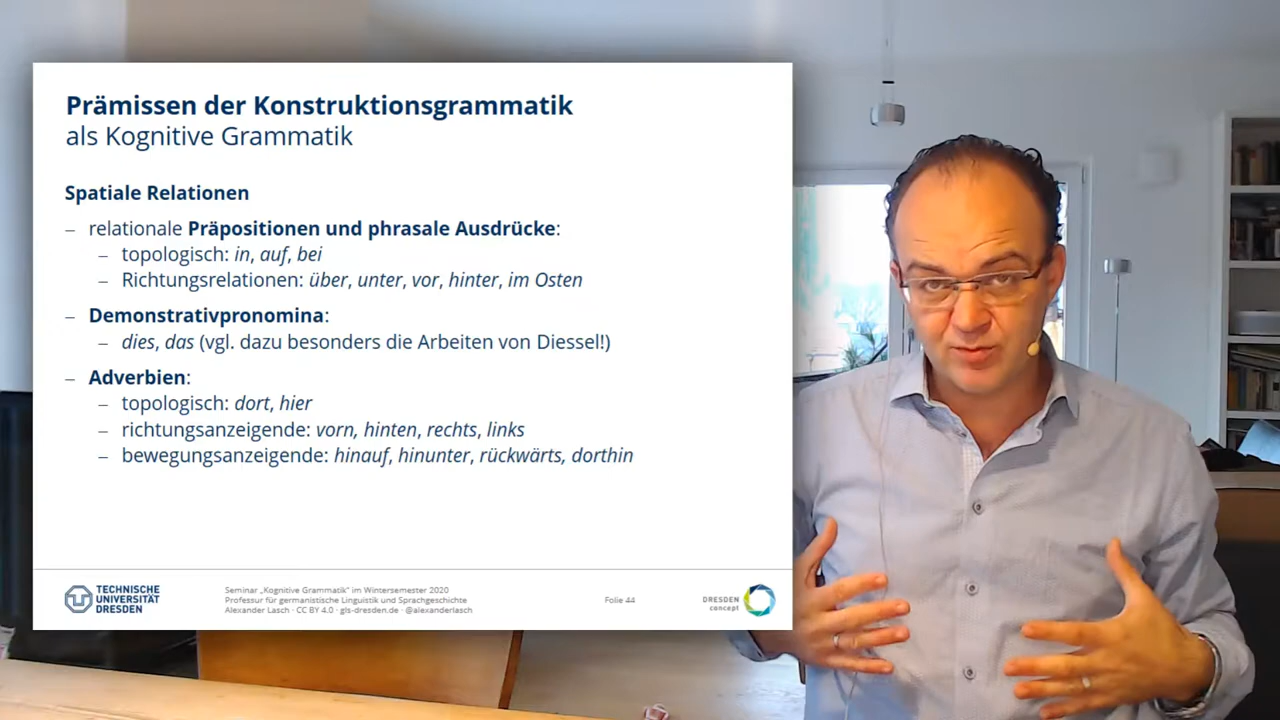 Prämissen der Konstruktionsgrammatik
als Kognitive Grammatik
Spatiale Relationen
– relationale Präpositionen und phrasale Ausdrücke:
– topologisch: in, auf, bei
– Richtungsrelationen: über, unter, vor, hinter, im Osten
– Demonstrativpronomina:
– dies, das (vgl. dazu besonders die Arbeiten von Diessel!)
– Adverbien:
– topologisch: dort, hier
– richtungsanzeigende: vorn, hinten, rechts, links
– bewegungsanzeigende: hinauf, hinunter, rückwärts, dorthin
TECHNISCHE
UNIVERSITÄT
DRESDEN
Seminar „Kognitive Grammatik" im Wintersemester 2020
Professur für germanistische Linguistik und Sprachgeschichte
Alexander Lasch · CC BY 4.0 · gls-dresden.de · @alexanderlasch
Folie 44
DRESDEN
concept